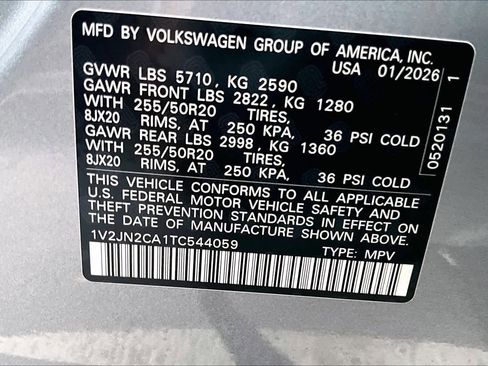 MFD BY VOLKSWAGEN GROUP OF AMERICA, INC.
USA 01/2026
GVWR LBS 5710, KG 2590
GAWR FRONT LBS 2822, KG 1280
WITH 255/50R20 TIRES,
8JX20 RIMS, AT 250 KPA, 36 PSI COLD
GAWR REAR LBS 2998, KG 1360
WITH 255/50R20 TIRES,
8JX20 RIMS, AT 250 KPA, 36 PSI COLD
THIS VEHICLE CONFORMS TO ALL APPLICABLE
U.S. FEDERAL MOTOR VEHICLE SAFETY AND
THEFT PREVENTION STANDARDS IN EFFECT ON
THE DATE OF MANUFACTURE SHOWN ABOVE.
1V2JN2CA1TC544059
TYPE: MPV
0520131 1